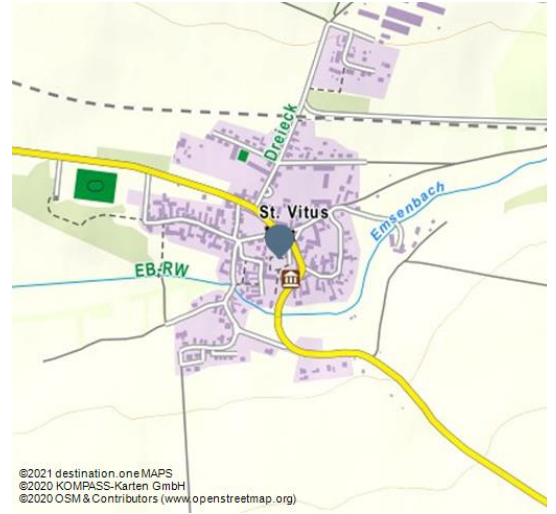 Dreieck
St. Vitus
Emsenbach
EB-RW
©2021 destination.one MAPS
©2020 KOMPASS-Karten GmbH
©2020 OSM & Contributors (www.openstreetmap.org)